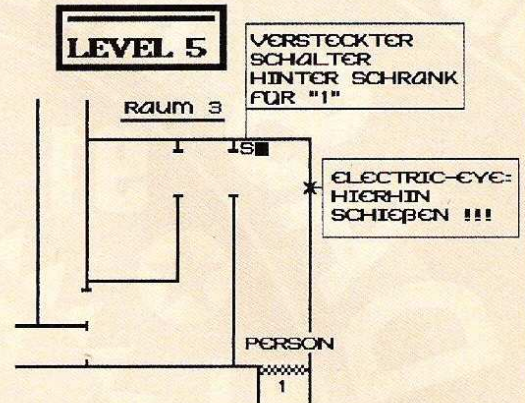 LEVEL 5
VERSTECKTER
SCHALTER
HINTER SCHRANK
FÜR "1"
RAUM 3
S
ELECTRIC-EYE:
HIERHIN
SCHIEßEN !!!
PERSON
1